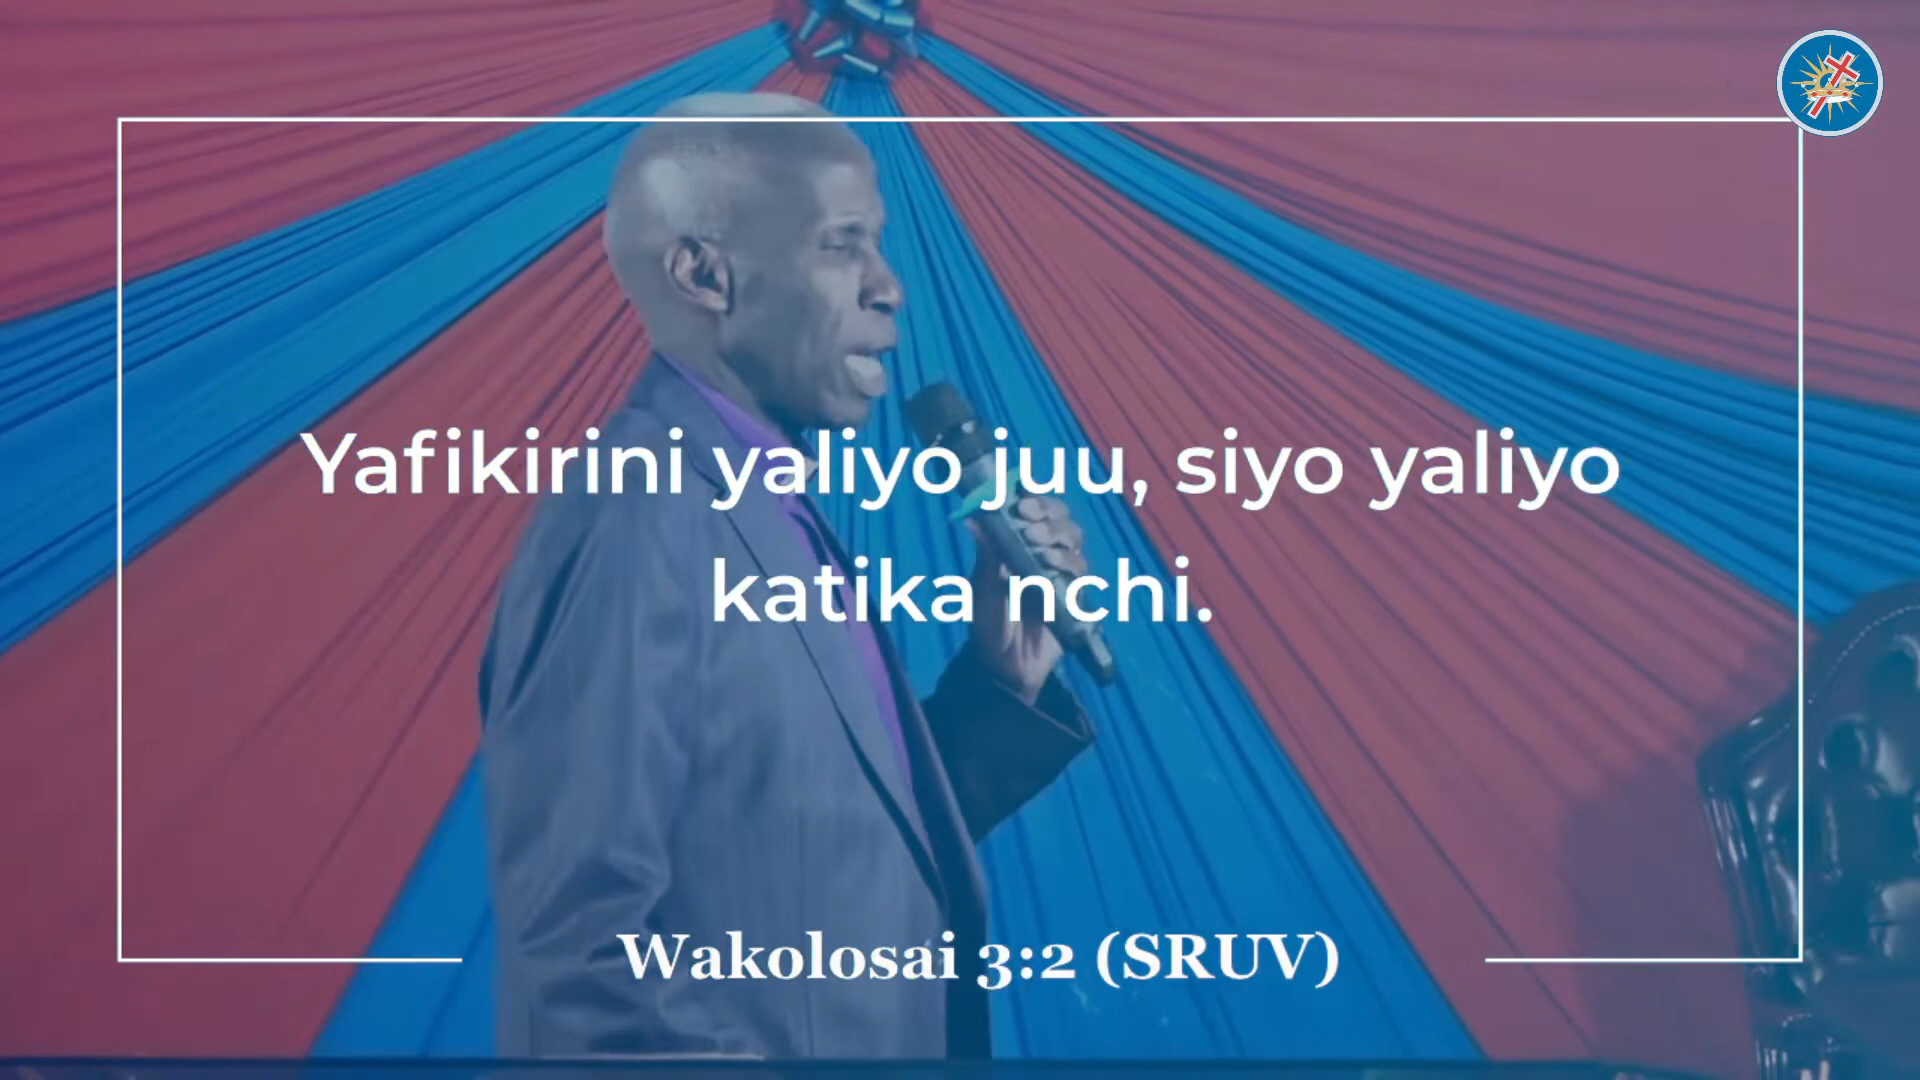 Yafikirini yaliyo juu, siyo yaliyo
katika nchi.
Wakolosai 3:2 (SRUV)